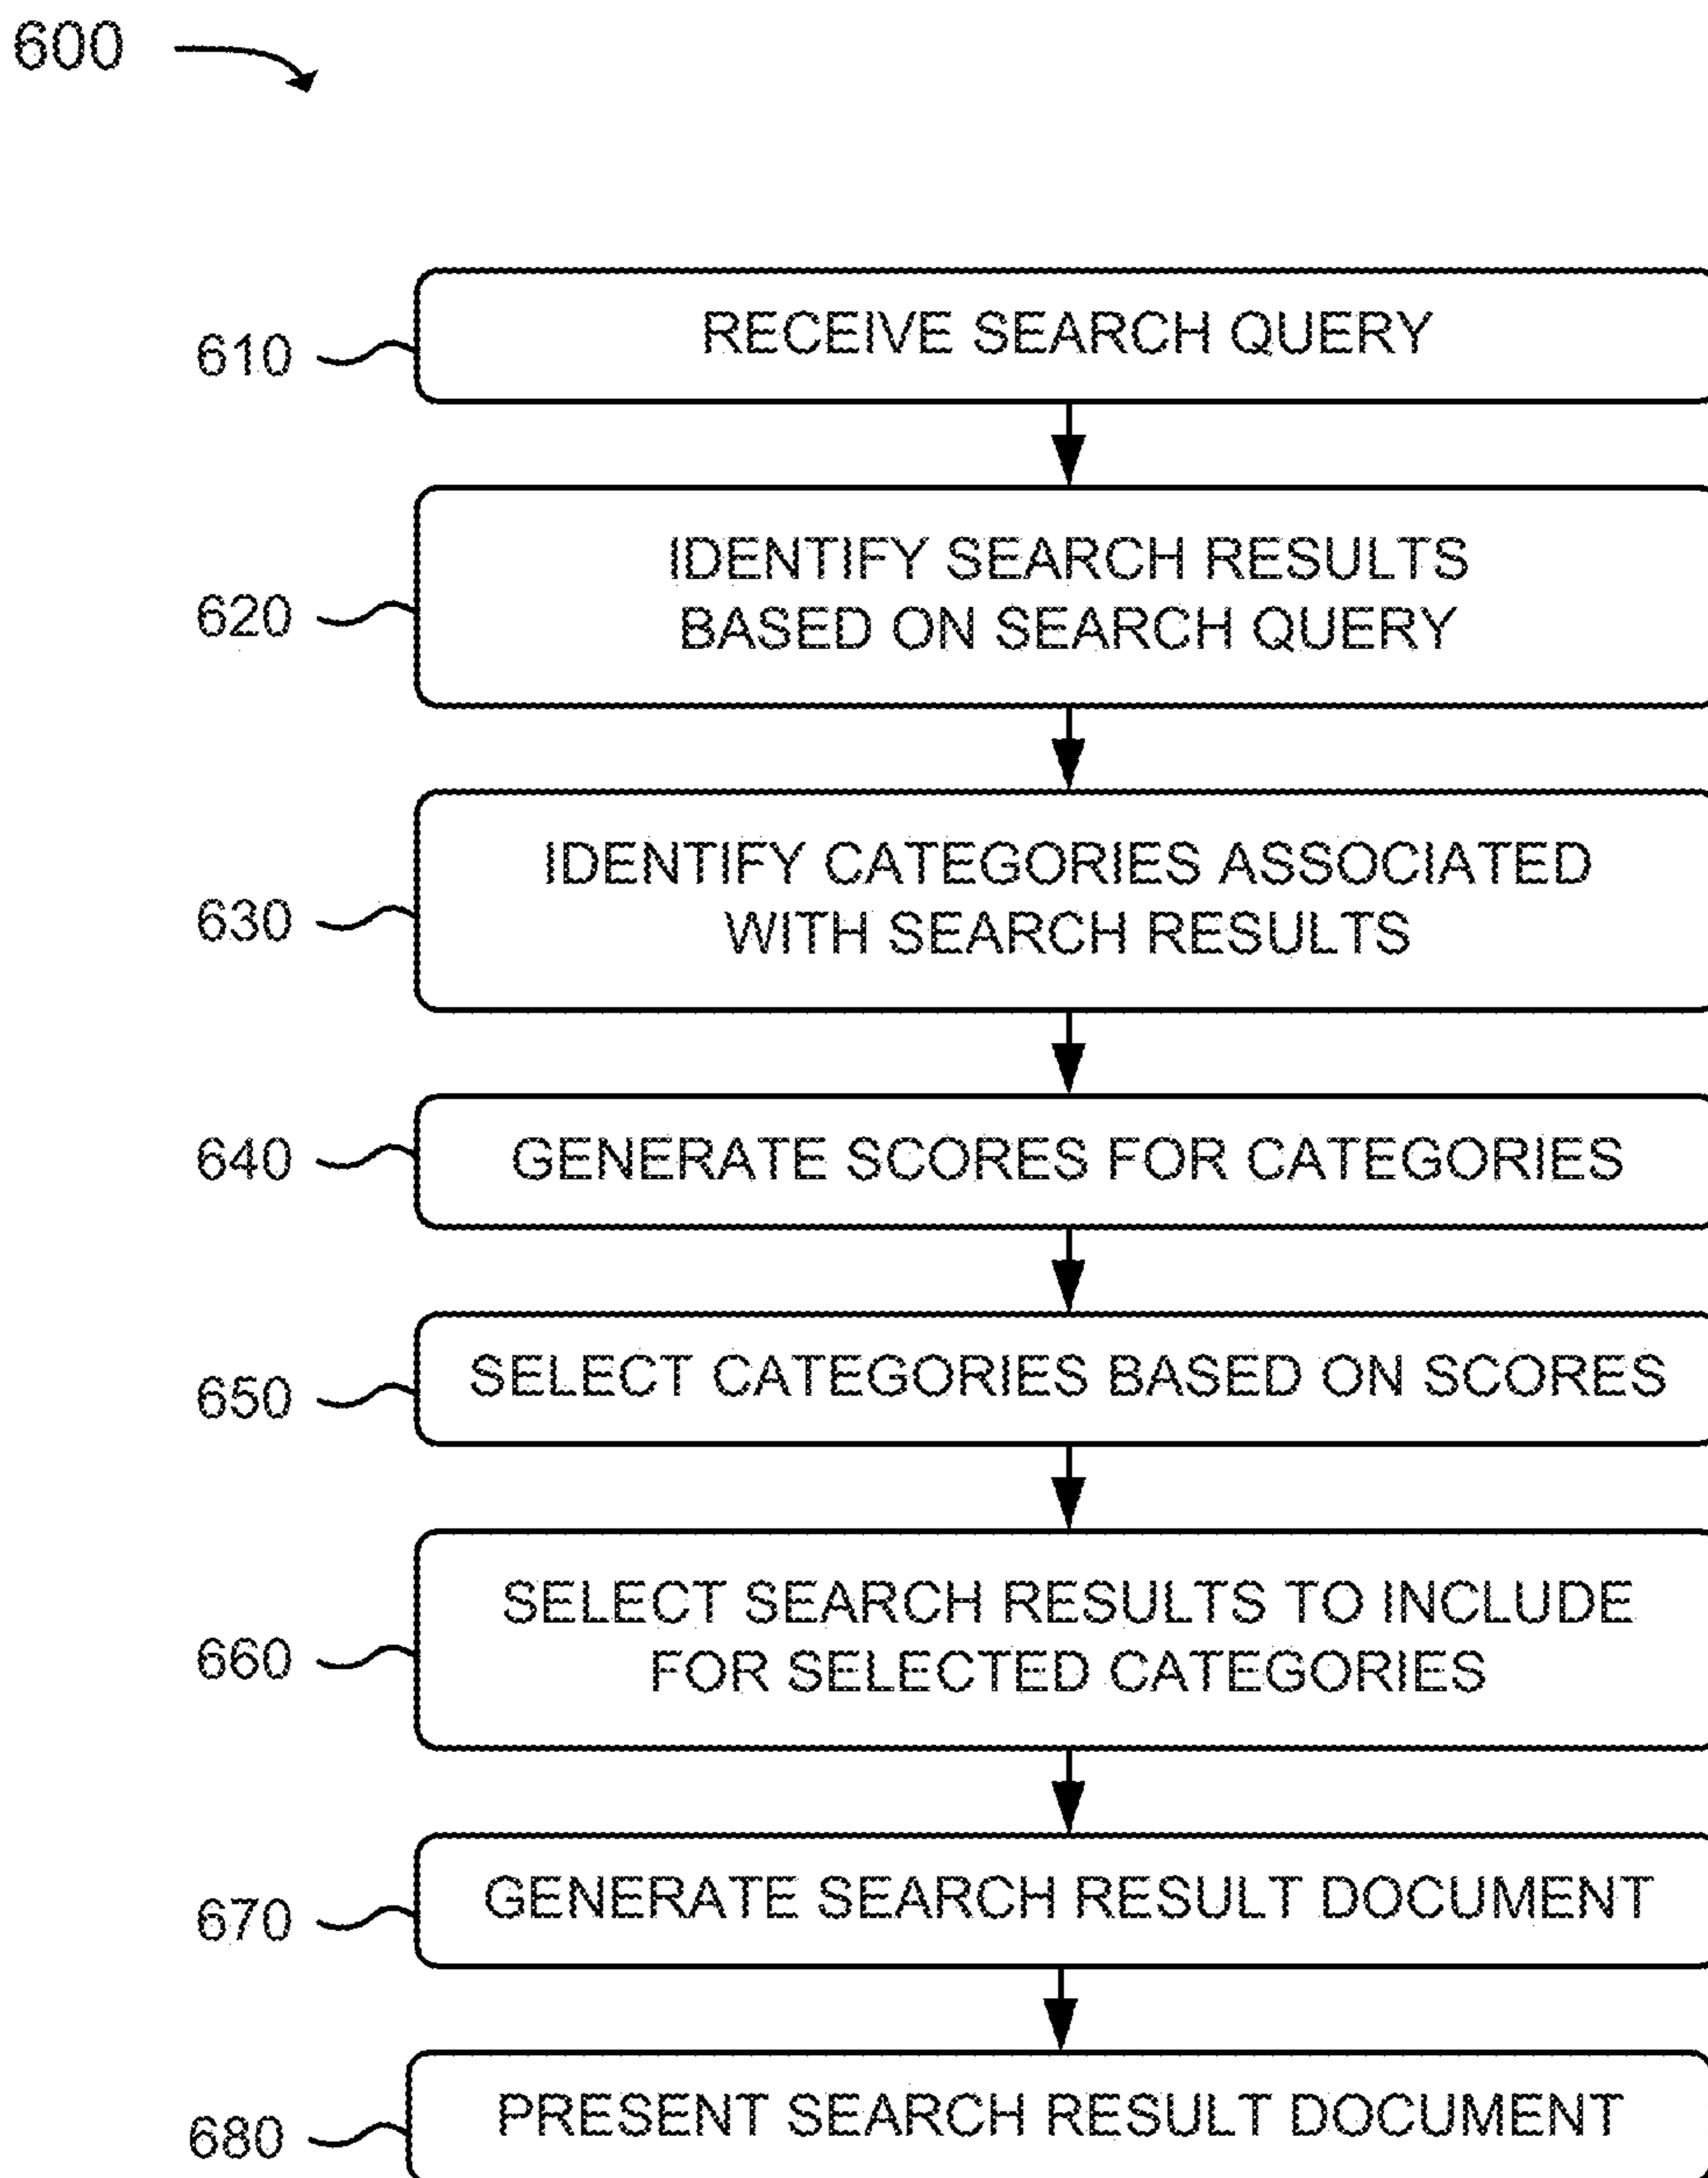 600
610
RECEIVE SEARCH QUERY
620
IDENTIFY SEARCH RESULTS
BASED ON SEARCH QUERY
630
IDENTIFY CATEGORIES ASSOCIATED
WITH SEARCH RESULTS
640
GENERATE SCORES FOR CATEGORIES
650
SELECT CATEGORIES BASED ON SCORES
660
SELECT SEARCH RESULTS TO INCLUDE
FOR SELECTED CATEGORIES
670
GENERATE SEARCH RESULT DOCUMENT
680
PRESENT SEARCH RESULT DOCUMENT